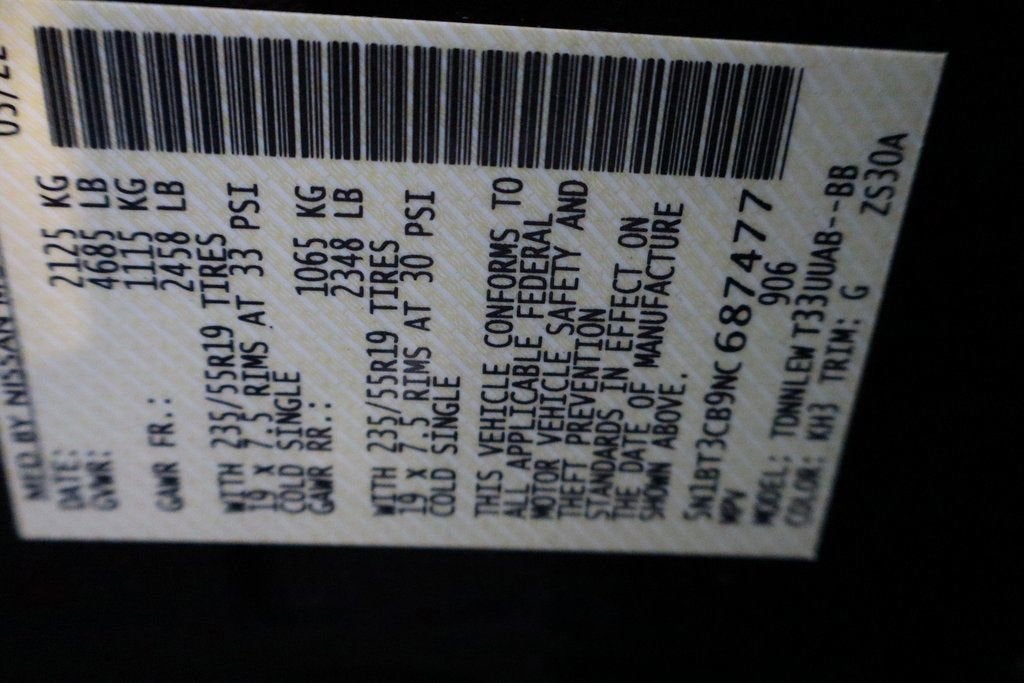 MFD BY NISSAN
DATE: 03/22
GVWR: 2125 KG
4685 LB
GAWR FR.: 1115 KG
2458 LB
WITH 235/55R19 TIRES
19 X 7.5 RIMS AT 33 PSI
COLD SINGLE
GAWR RR.: 1065 KG
2348 LB
WITH 235/55R19 TIRES
19 X 7.5 RIMS AT 30 PSI
COLD SINGLE
THIS VEHICLE CONFORMS TO
ALL APPLICABLE FEDERAL
MOTOR VEHICLE SAFETY AND
THEFT PREVENTION
STANDARDS IN EFFECT ON
THE DATE OF MANUFACTURE
SHOWN ABOVE.
5N1BT3CB9NC687477
MPV 906
MODEL: TONNLEW T33UUAB--BB
COLOR: KH3 TRIM: G ZS30A